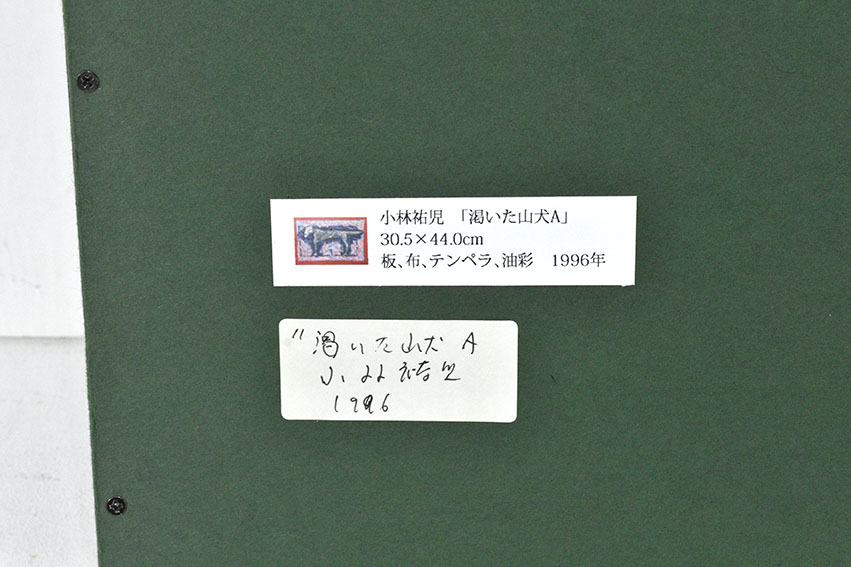 小林祐児　「渇いた山犬A」
30.5×44.0cm
板、布、テンペラ、油彩　1996年
"渇いた山犬 A
小林祐児
1996